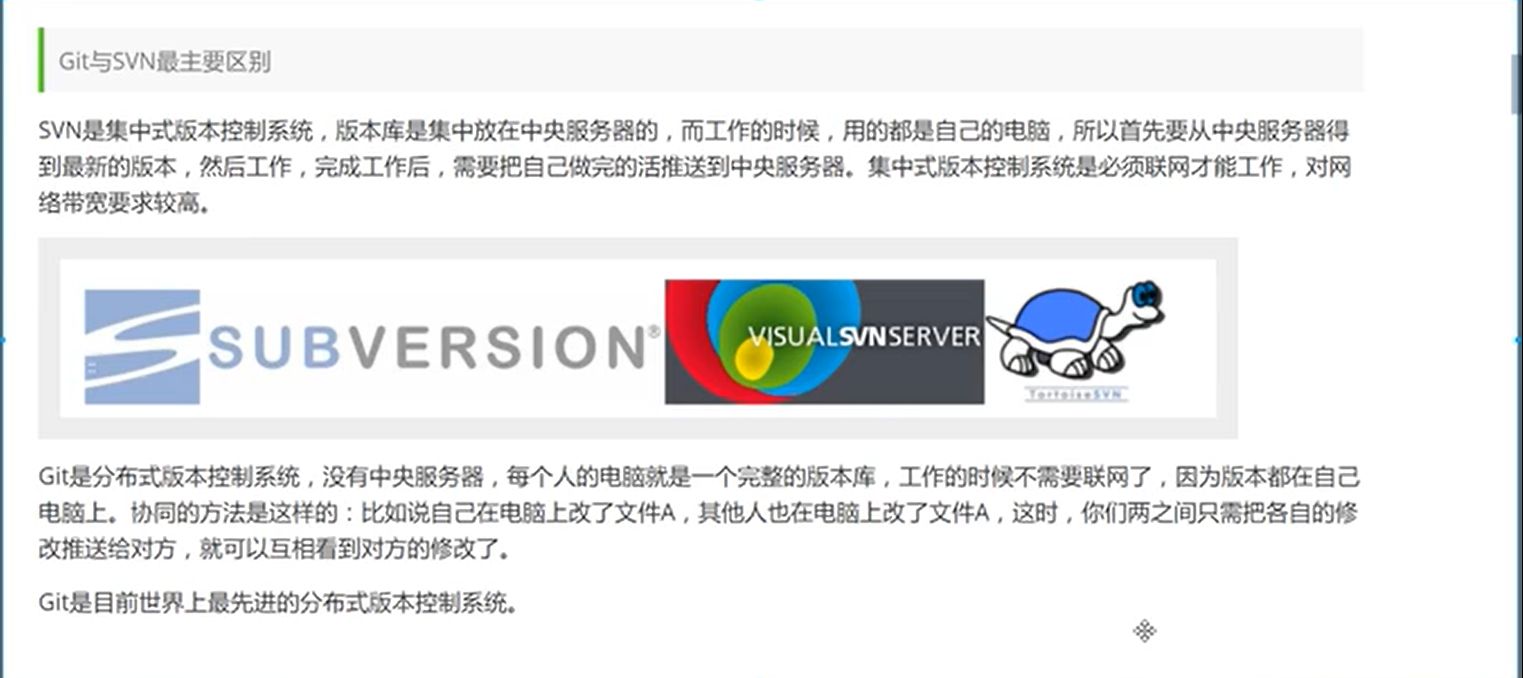 Git与SVN最主要区别
SVN是集中式版本控制系统，版本库是集中放在中央服务器的，而工作的时候，用的都是自己的电脑，所以首先要从中央服务器得
到最新的版本，然后工作，完成工作后，需要把自己做完的活推送到中央服务器。集中式版本控制系统是必须联网才能工作，对网
络带宽要求较高。
SUBVERSION®
VISUALSVNSERVER
TortoiseSVN
Git是分布式版本控制系统，没有中央服务器，每个人的电脑就是一个完整的版本库，工作的时候不需要联网了，因为版本都在自己
电脑上。协同的方法是这样的：比如说自己在电脑上改了文件A，其他人也在电脑上改了文件A，这时，你们两之间只需把各自的修
改推送给对方，就可以互相看到对方的修改了。
Git是目前世界上最先进的分布式版本控制系统。